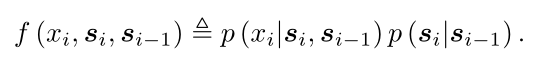 f (x_i, s_i, s_{i−1}) ≜ p (x_i|s_i, s_{i−1}) p (s_i|s_{i−1}) .